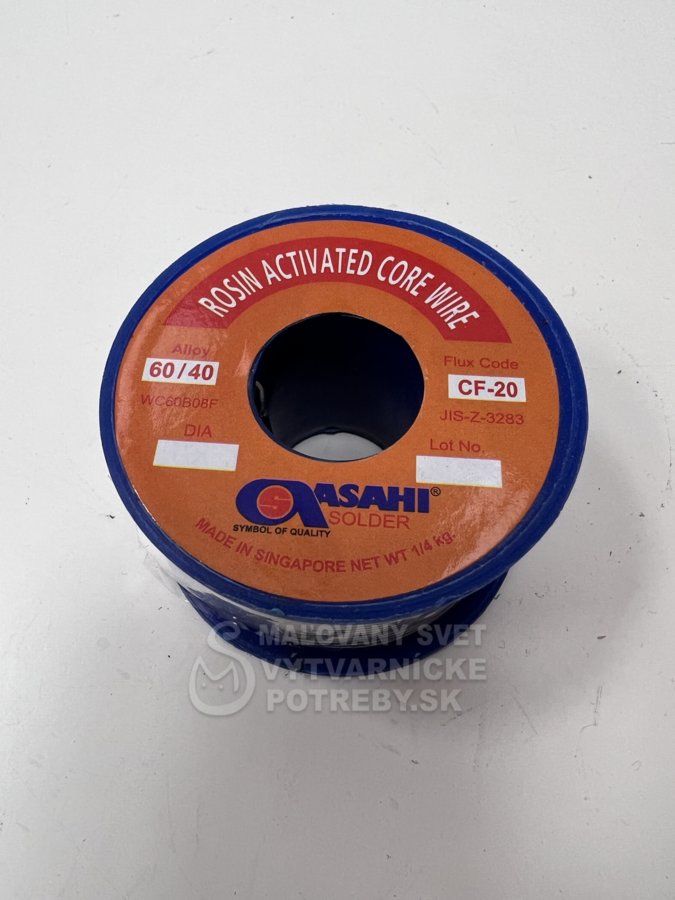 ROSIN ACTIVATED CORE WIRE
Alloy
60/40
WC60B08F
DIA
Flux Code
CF-20
JIS-Z-3283
Lot No.
ASAHI®
SOLDER
SYMBOL OF QUALITY
MADE IN SINGAPORE NET WT 1/4 kg.
MAĽOVANY SVET
VÝTVARNÍCKE
POTREBY.SK